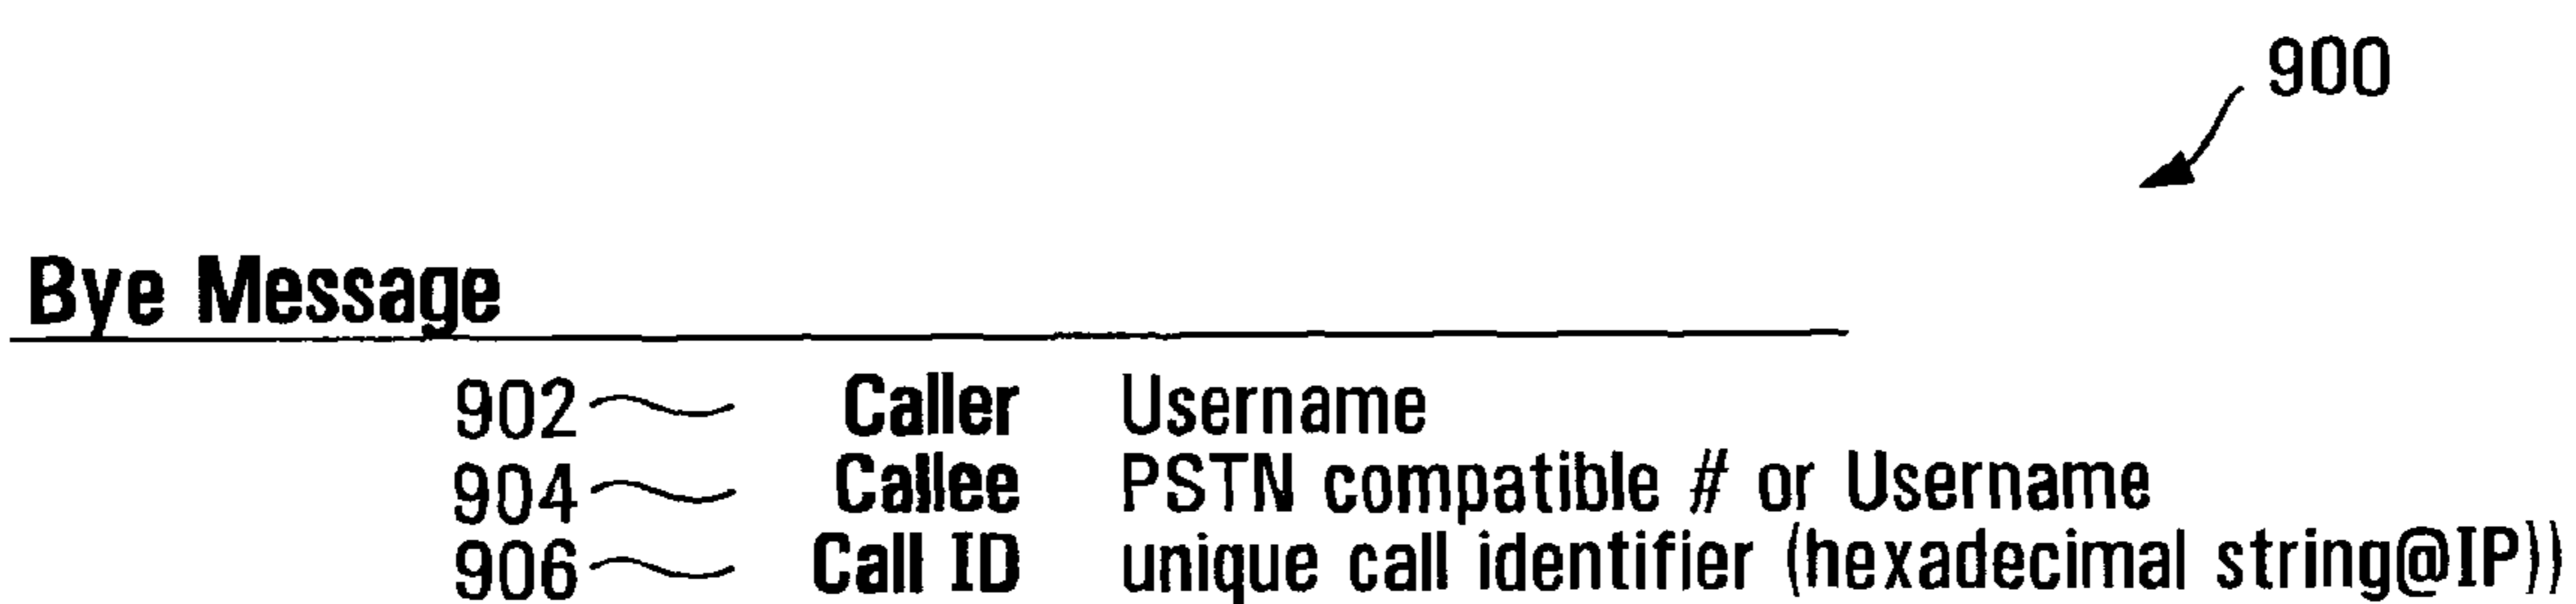 900
Bye Message
902 Caller Username
904 Callee PSTN compatible # or Username
906 Call ID unique call identifier (hexadecimal string@IP))